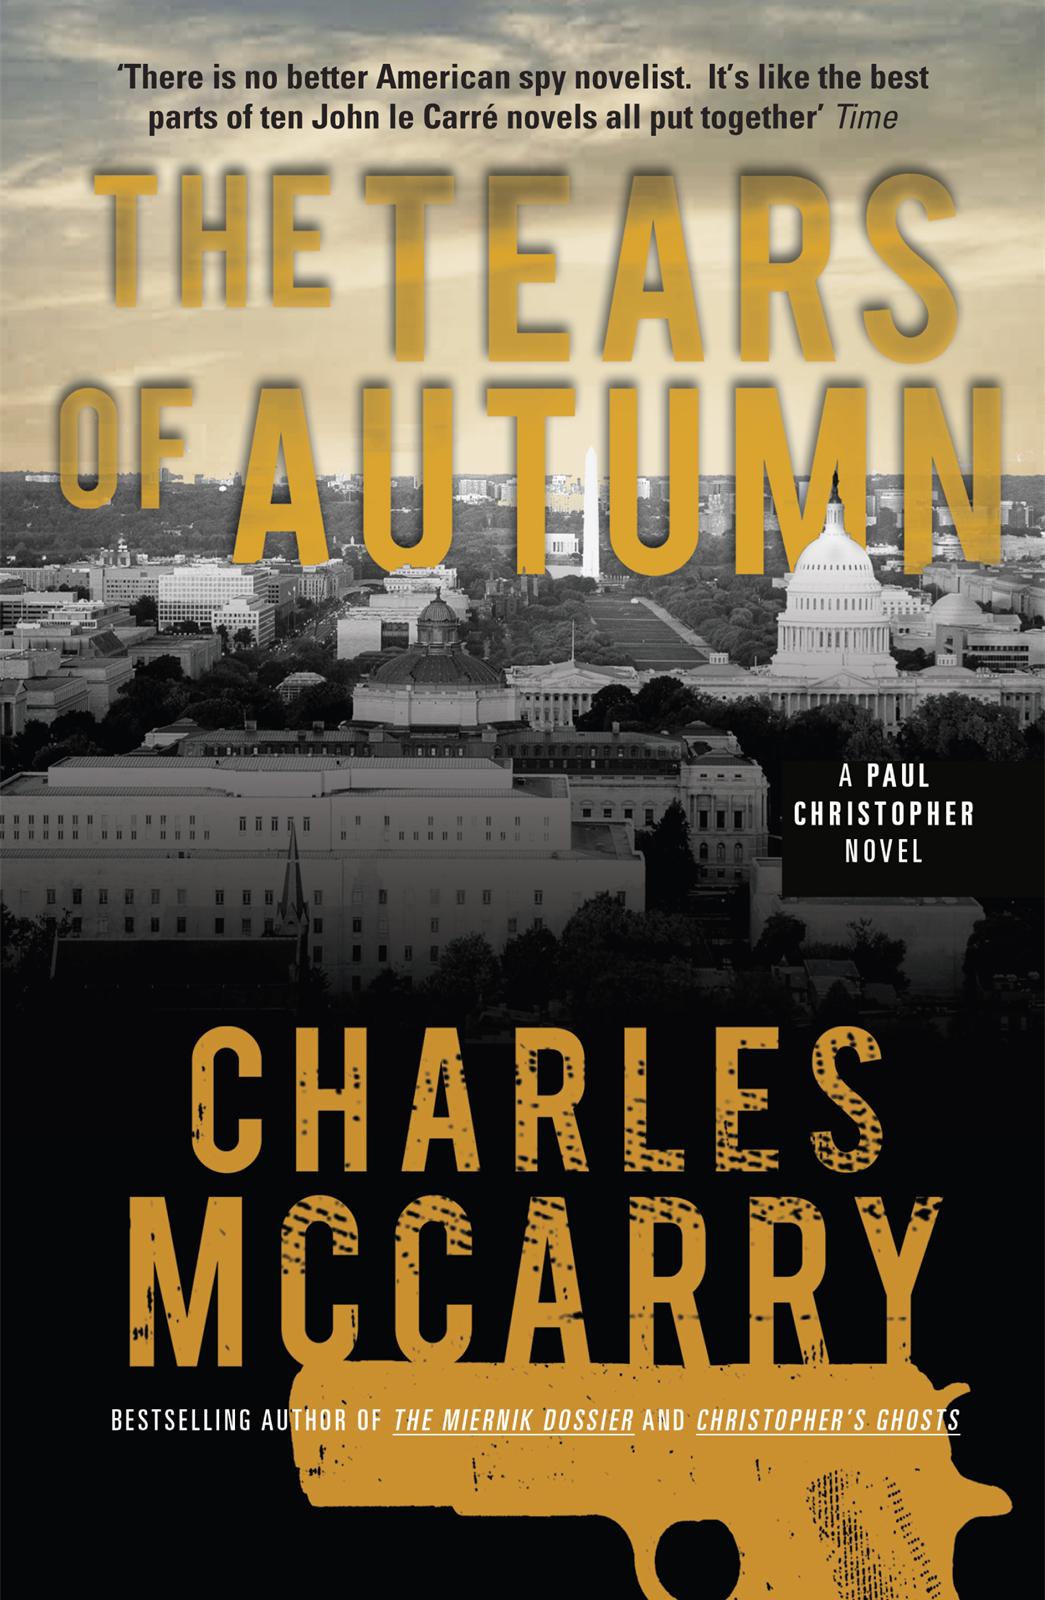 ‘There is no better American spy novelist. It’s like the best
parts of ten John le Carré novels all put together’ Time
THE TEARS
OF AUTUMN
A PAUL
CHRISTOPHER
NOVEL
CHARLES
MCCARRY
BESTSELLING AUTHOR OF THE MIERNIK DOSSIER AND CHRISTOPHER’S GHOSTS